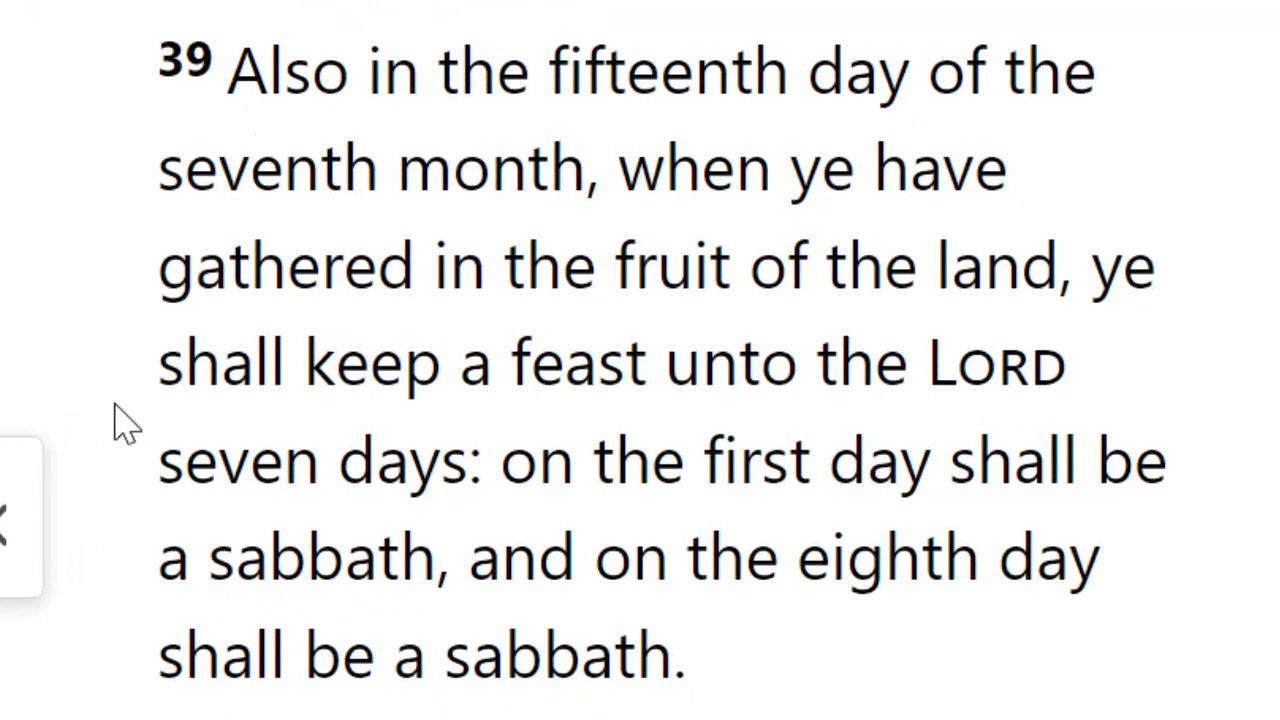 39 Also in the fifteenth day of the
seventh month, when ye have
gathered in the fruit of the land, ye
shall keep a feast unto the LORD
seven days: on the first day shall be
a sabbath, and on the eighth day
shall be a sabbath.